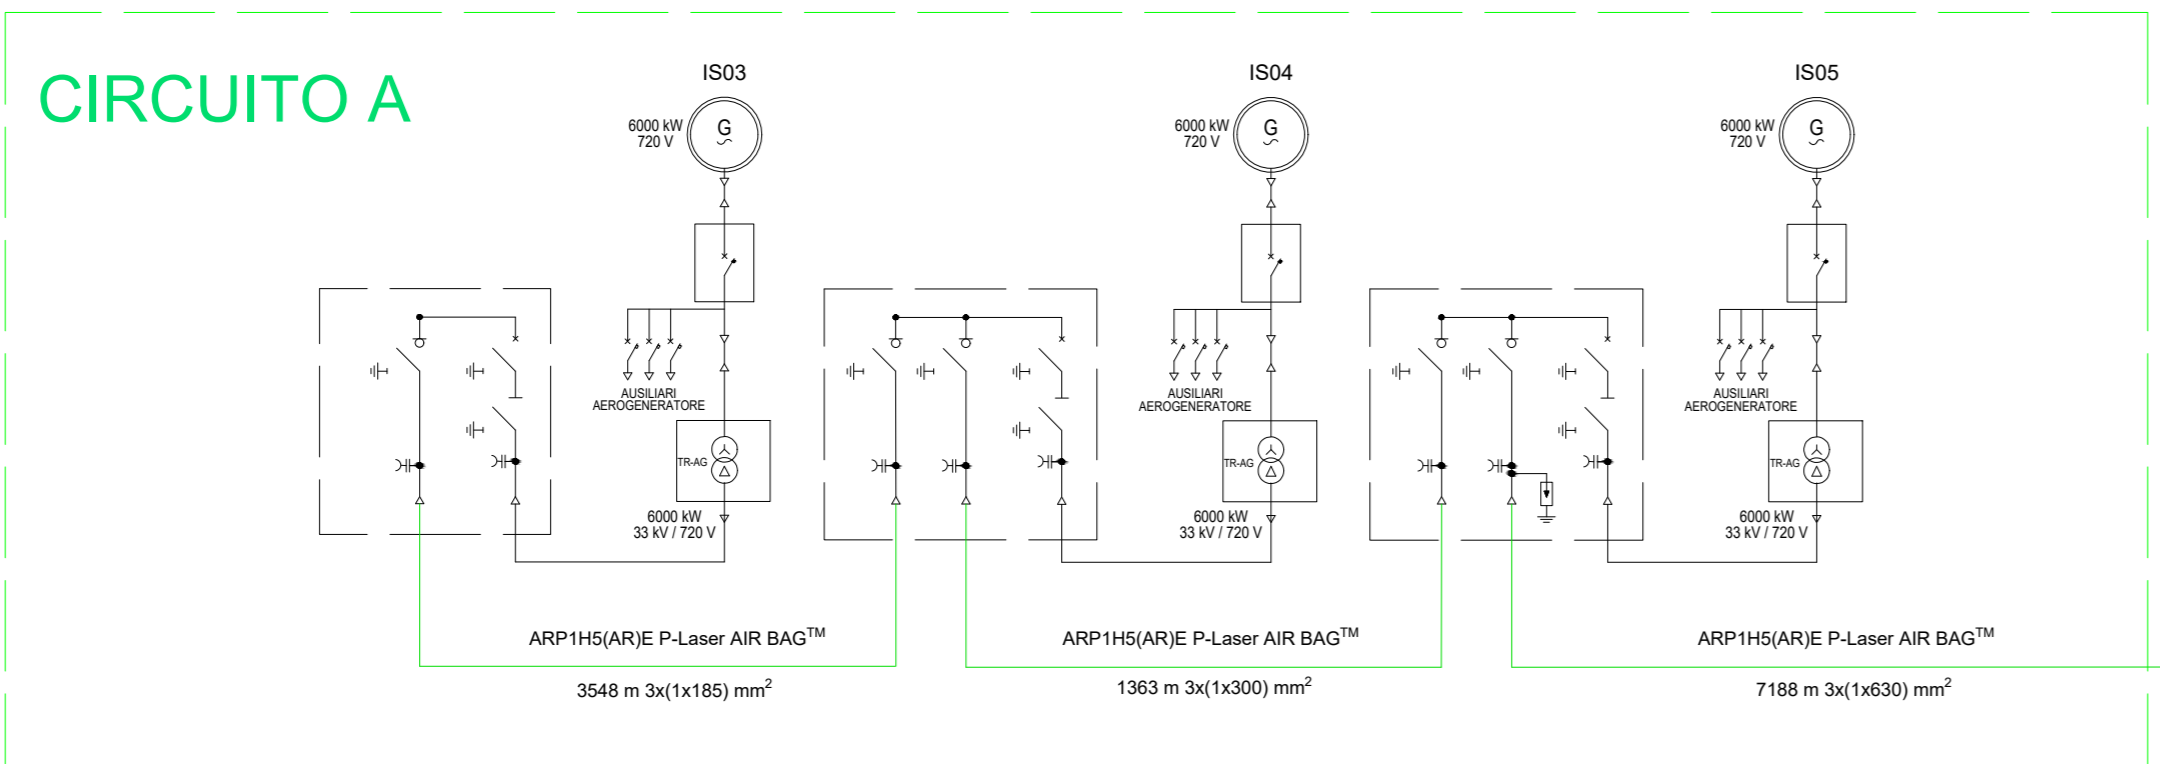 CIRCUITO A
IS03
6000 kW
720 V
G
AUSILIARI
AEROGENERATORE
TR-AG
6000 kW
33 kV / 720 V
IS04
6000 kW
720 V
G
AUSILIARI
AEROGENERATORE
TR-AG
6000 kW
33 kV / 720 V
IS05
6000 kW
720 V
G
AUSILIARI
AEROGENERATORE
TR-AG
6000 kW
33 kV / 720 V
ARP1H5(AR)E P-Laser AIR BAG™
3548 m 3x(1x185) mm²
ARP1H5(AR)E P-Laser AIR BAG™
1363 m 3x(1x300) mm²
ARP1H5(AR)E P-Laser AIR BAG™
7188 m 3x(1x630) mm²